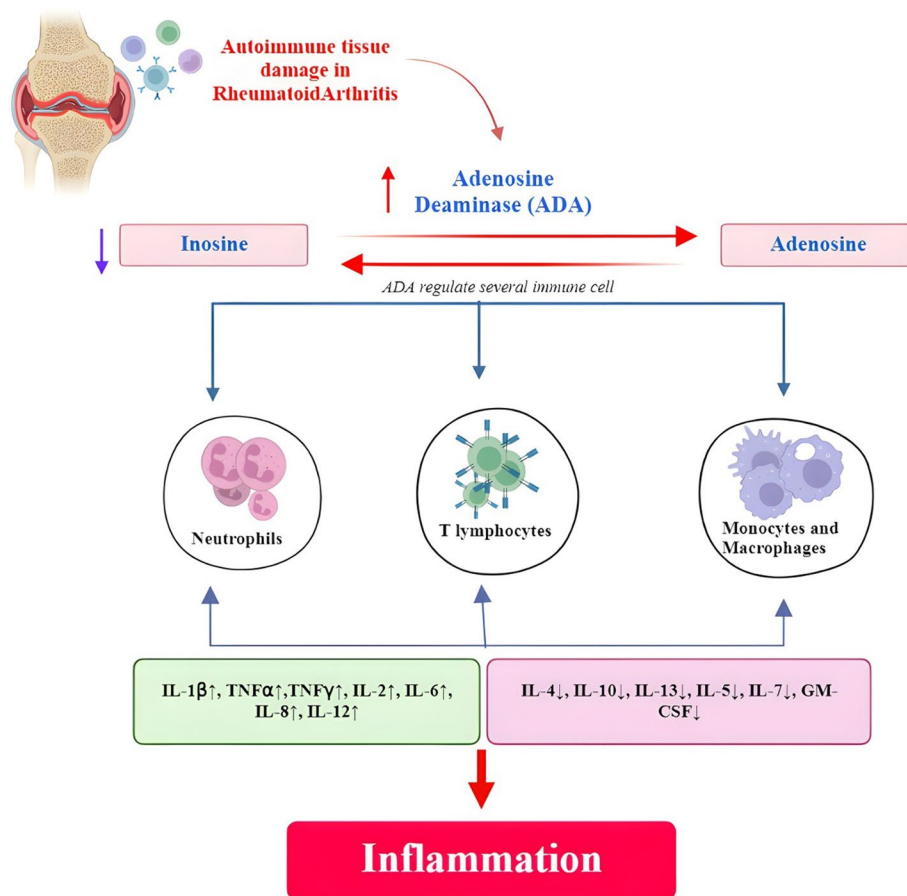 Autoimmune tissue
damage in
RheumatoidArthritis
Adenosine
Deaminase (ADA)
Inosine
Adenosine
ADA regulate several immune cell
Neutrophils
T lymphocytes
Monocytes and
Macrophages
IL-1β↑, TNFα↑,TNFγ↑, IL-2↑, IL-6↑,
IL-8↑, IL-12↑
IL-4↓, IL-10↓, IL-13↓, IL-5↓, IL-7↓, GM-
CSF↓
Inflammation